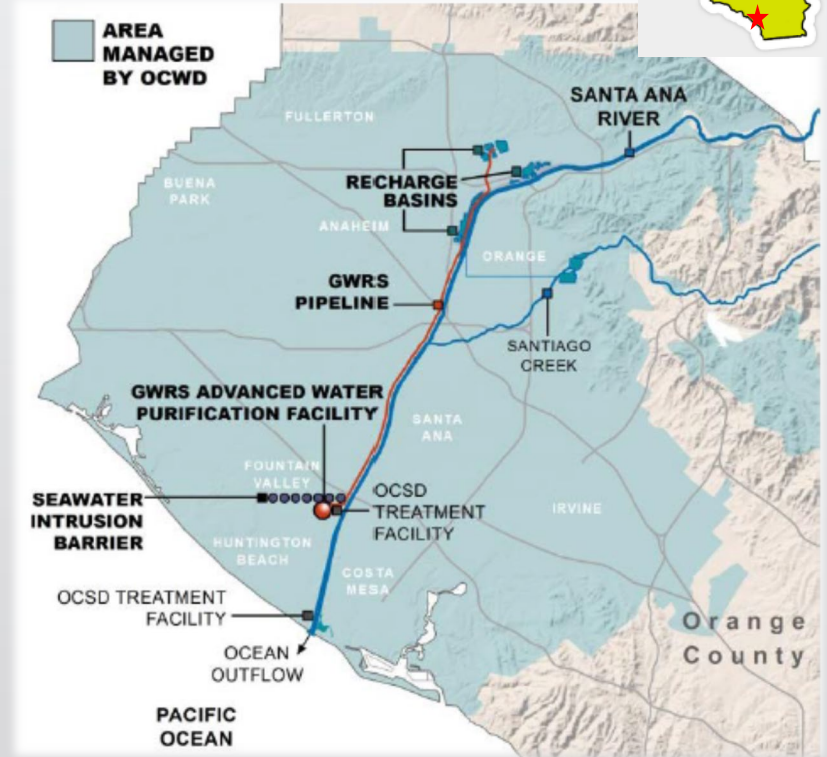 AREA
MANAGED
BY OCWD
SANTA ANA
RIVER
FULLERTON
RECHARGE
BASINS
BUENA
PARK
ANAHEIM
ORANGE
GWRS
PIPELINE
SANTIAGO
CREEK
GWRS ADVANCED WATER
PURIFICATION FACILITY
SANTA
ANA
FOUNTAIN
VALLEY
SEAWATER
INTRUSION
BARRIER
OCSD
TREATMENT
FACILITY
IRVINE
HUNTINGTON
BEACH
COSTA
MESA
OCSD TREATMENT
FACILITY
Orange
County
OCEAN
OUTFLOW
PACIFIC
OCEAN